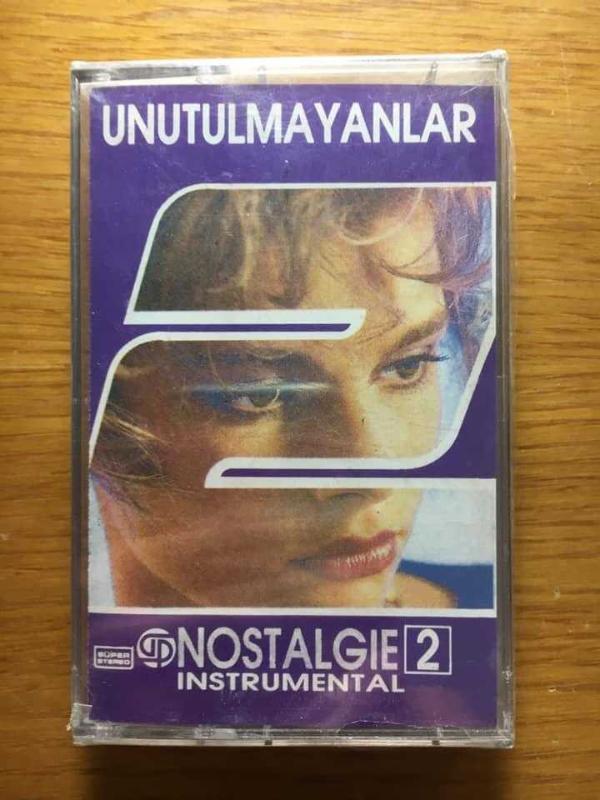 UNUTULMAYANLAR
SÜPER
STEREO
NOSTALGIE 2
INSTRUMENTAL